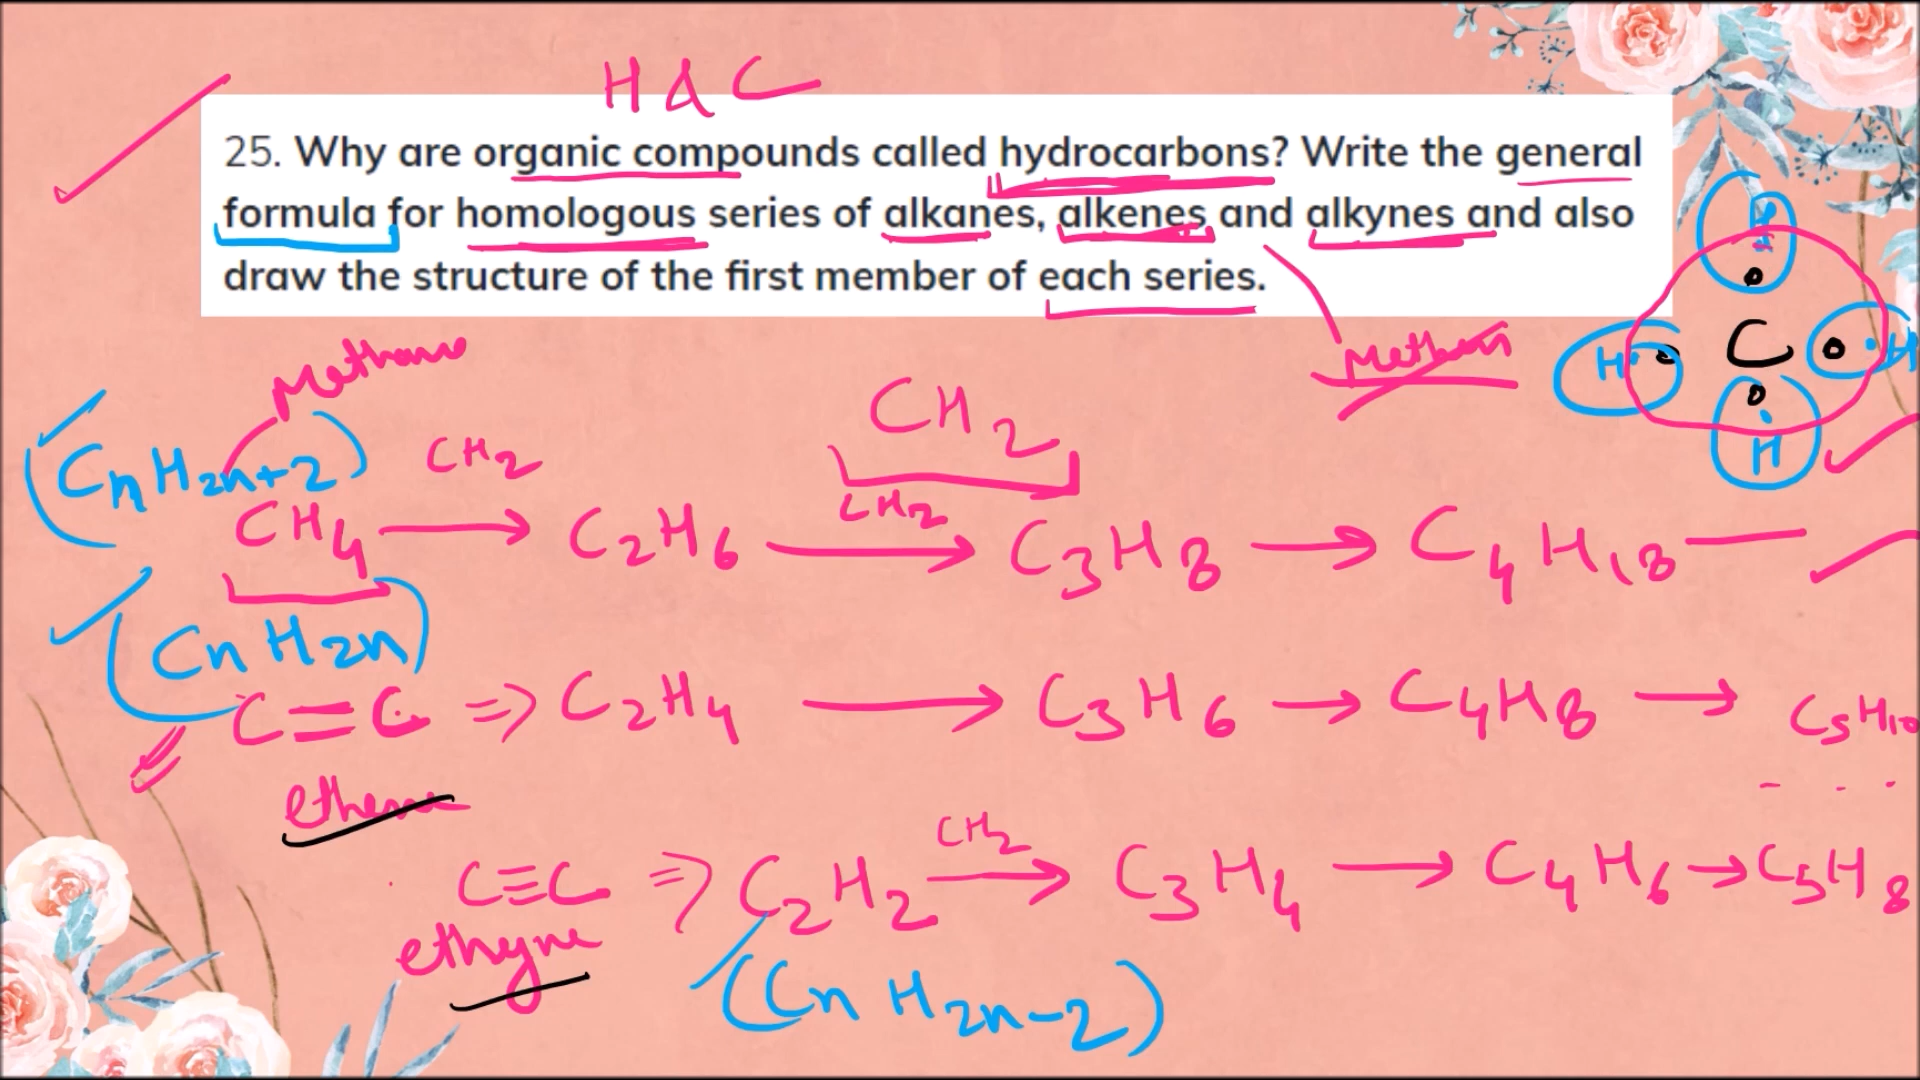 H & C
25. Why are organic compounds called hydrocarbons? Write the general
formula for homologous series of alkanes, alkenes and alkynes and also
draw the structure of the first member of each series.
H C H
H
Methane
CnH2n+2) CH2 CH2
CH2
CH4 → C2H6 → C3H8 → C4H18
(CnH2n)
C=C ⇒ C2H4 → C3H6 → C4H8 → C5H10
ethene
CH2
C≡C ⇒ C2H2 → C3H4 → C4H6 → C5H8
ethyne
(CnH2n-2)